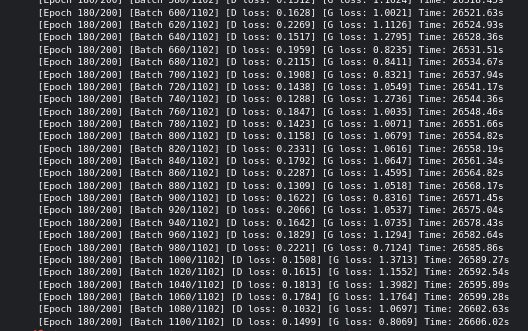 [Epoch 180/200] [Batch 580/1102] [D loss: 0.1512] [G loss: 1.0624] Time: 26518.45s
[Epoch 180/200] [Batch 600/1102] [D loss: 0.1628] [G loss: 1.0021] Time: 26521.63s
[Epoch 180/200] [Batch 620/1102] [D loss: 0.2269] [G loss: 1.1126] Time: 26524.93s
[Epoch 180/200] [Batch 640/1102] [D loss: 0.1517] [G loss: 1.2795] Time: 26528.36s
[Epoch 180/200] [Batch 660/1102] [D loss: 0.1959] [G loss: 0.8235] Time: 26531.51s
[Epoch 180/200] [Batch 680/1102] [D loss: 0.2115] [G loss: 0.8411] Time: 26534.67s
[Epoch 180/200] [Batch 700/1102] [D loss: 0.1908] [G loss: 0.8321] Time: 26537.94s
[Epoch 180/200] [Batch 720/1102] [D loss: 0.1438] [G loss: 1.0549] Time: 26541.17s
[Epoch 180/200] [Batch 740/1102] [D loss: 0.1288] [G loss: 1.2736] Time: 26544.36s
[Epoch 180/200] [Batch 760/1102] [D loss: 0.1847] [G loss: 1.0035] Time: 26548.46s
[Epoch 180/200] [Batch 780/1102] [D loss: 0.1423] [G loss: 1.0071] Time: 26551.66s
[Epoch 180/200] [Batch 800/1102] [D loss: 0.1158] [G loss: 1.0679] Time: 26554.82s
[Epoch 180/200] [Batch 820/1102] [D loss: 0.2331] [G loss: 1.0616] Time: 26558.19s
[Epoch 180/200] [Batch 840/1102] [D loss: 0.1792] [G loss: 1.0647] Time: 26561.34s
[Epoch 180/200] [Batch 860/1102] [D loss: 0.2287] [G loss: 1.4595] Time: 26564.82s
[Epoch 180/200] [Batch 880/1102] [D loss: 0.1309] [G loss: 1.0518] Time: 26568.17s
[Epoch 180/200] [Batch 900/1102] [D loss: 0.1622] [G loss: 0.8316] Time: 26571.45s
[Epoch 180/200] [Batch 920/1102] [D loss: 0.2066] [G loss: 1.0537] Time: 26575.04s
[Epoch 180/200] [Batch 940/1102] [D loss: 0.1642] [G loss: 1.0735] Time: 26578.43s
[Epoch 180/200] [Batch 960/1102] [D loss: 0.1829] [G loss: 1.1294] Time: 26582.64s
[Epoch 180/200] [Batch 980/1102] [D loss: 0.2221] [G loss: 0.7124] Time: 26585.86s
[Epoch 180/200] [Batch 1000/1102] [D loss: 0.1508] [G loss: 1.3713] Time: 26589.27s
[Epoch 180/200] [Batch 1020/1102] [D loss: 0.1615] [G loss: 1.1552] Time: 26592.54s
[Epoch 180/200] [Batch 1040/1102] [D loss: 0.1813] [G loss: 1.3982] Time: 26595.89s
[Epoch 180/200] [Batch 1060/1102] [D loss: 0.1784] [G loss: 1.1764] Time: 26599.28s
[Epoch 180/200] [Batch 1080/1102] [D loss: 0.1032] [G loss: 1.0697] Time: 26602.63s
[Epoch 180/200] [Batch 1100/1102] [D loss: 0.1499] [G loss: 0.8069] Time: 26606.02s